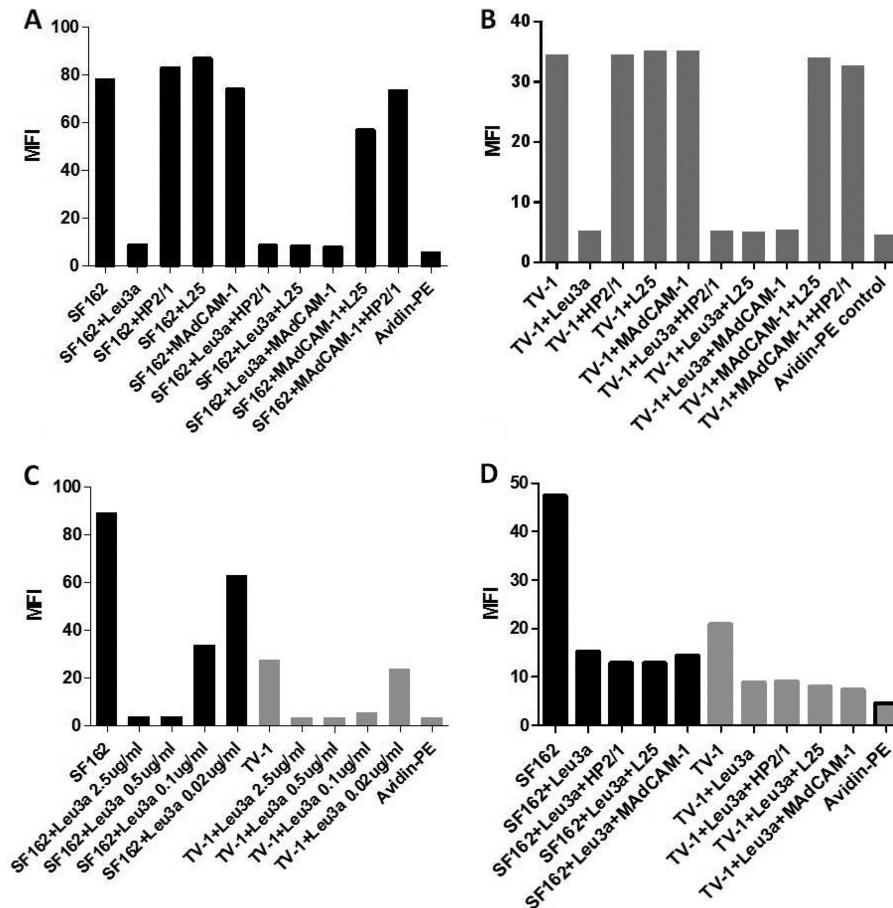 A
MFI
100
80
60
40
20
0
SF162
SF162+Leu3a
SF162+HP2/1
SF162+L25
SF162+MAdCAM-1
SF162+Leu3a+HP2/1
SF162+Leu3a+L25
SF162+Leu3a+MAdCAM-1
SF162+MAdCAM-1+L25
SF162+MAdCAM-1+HP2/1
Avidin-PE
B
MFI
40
30
20
10
0
TV-1
TV-1+Leu3a
TV-1+HP2/1
TV-1+L25
TV-1+MAdCAM-1
TV-1+Leu3a+HP2/1
TV-1+Leu3a+L25
TV-1+Leu3a+MAdCAM-1
TV-1+MAdCAM-1+L25
TV-1+MAdCAM-1+HP2/1
Avidin-PE control
C
MFI
100
80
60
40
20
0
SF162
SF162+Leu3a 2.5ug/ml
SF162+Leu3a 0.5ug/ml
SF162+Leu3a 0.1ug/ml
SF162+Leu3a 0.02ug/ml
TV-1
TV-1+Leu3a 2.5ug/ml
TV-1+Leu3a 0.5ug/ml
TV-1+Leu3a 0.1ug/ml
TV-1+Leu3a 0.02ug/ml
Avidin-PE
D
MFI
50
40
30
20
10
0
SF162
SF162+Leu3a
SF162+Leu3a+HP2/1
SF162+Leu3a+L25
SF162+Leu3a+MAdCAM-1
TV-1
TV-1+Leu3a
TV-1+Leu3a+HP2/1
TV-1+Leu3a+L25
TV-1+Leu3a+MAdCAM-1
Avidin-PE